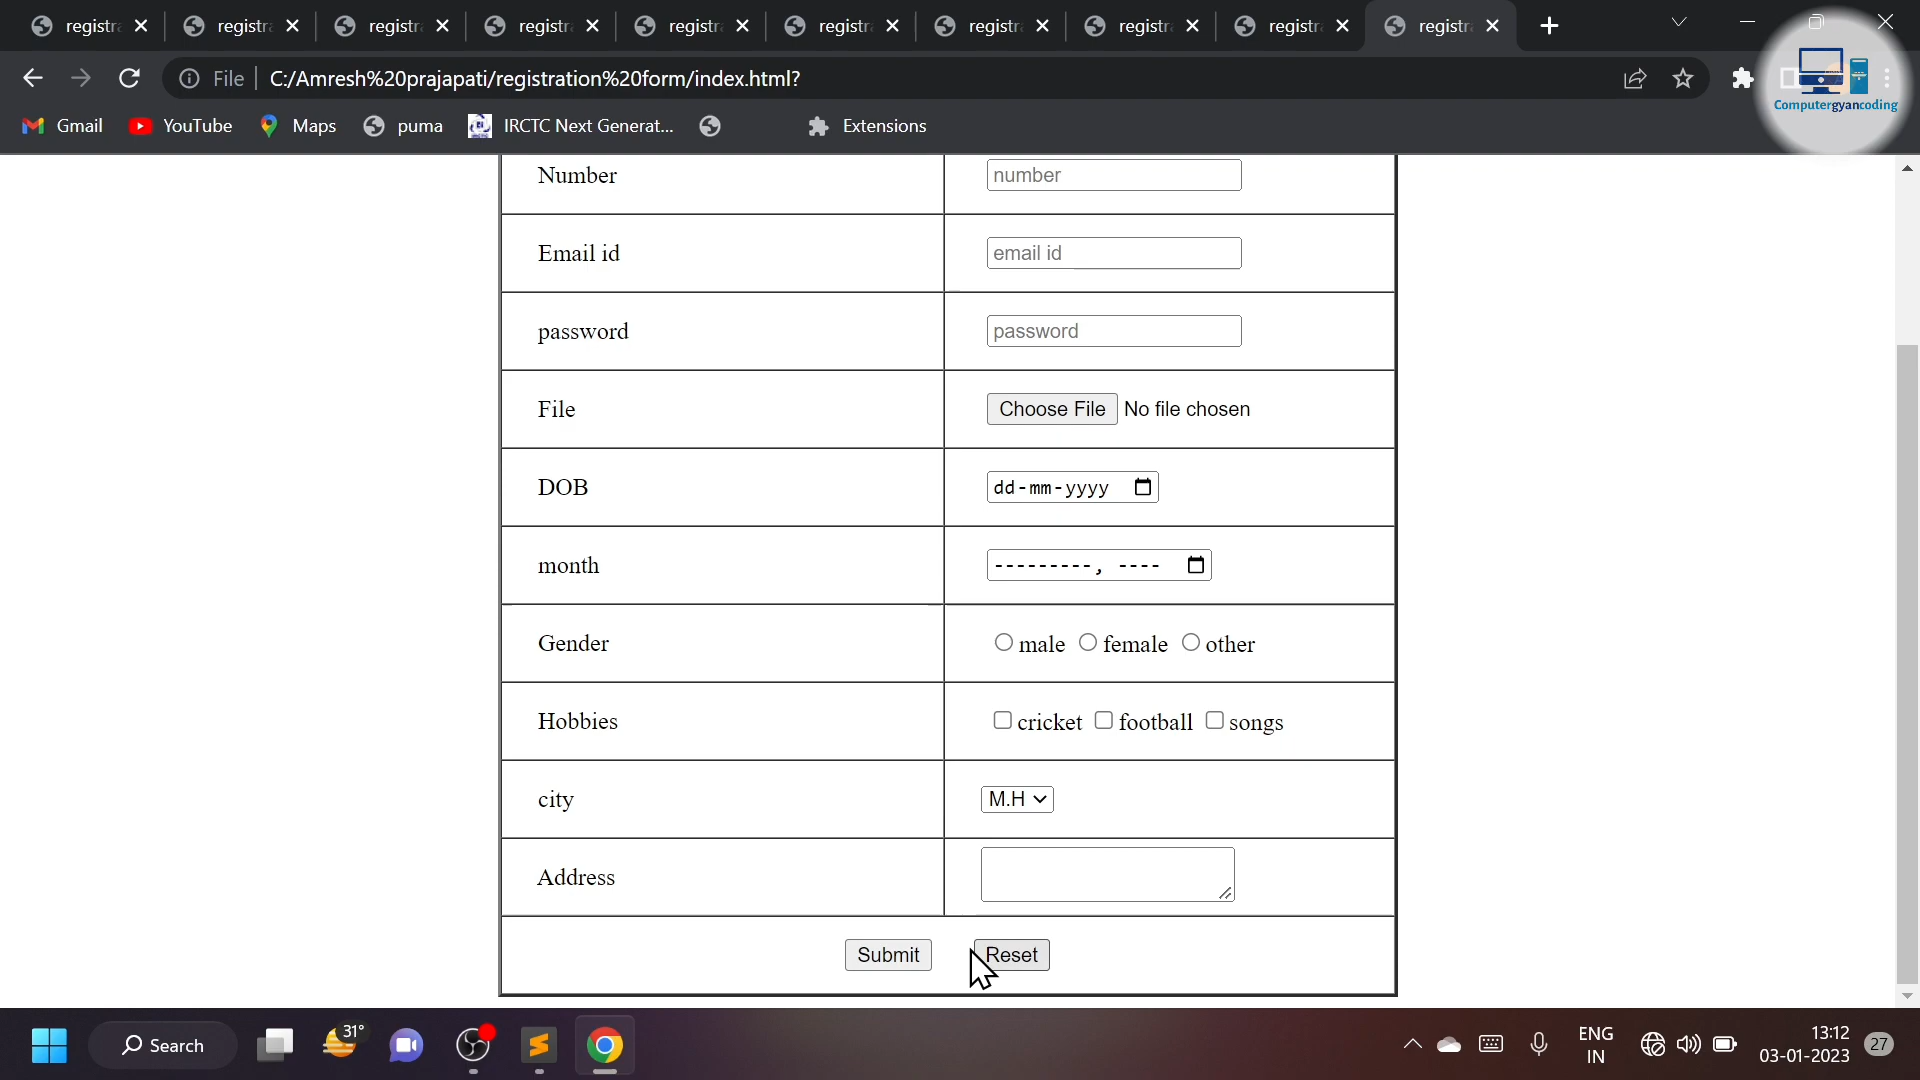 registr registr registr registr registr registr registr registr registr registr
File C:/Amresh%20prajapati/registration%20form/index.html?
Computergyancoding
Gmail YouTube Maps puma IRCTC Next Generat... Extensions
Number number
Email id email id
password password
File Choose File No file chosen
DOB dd-mm-yyyy
month ---------, ----
Gender male female other
Hobbies cricket football songs
city M.H
Address
Submit Reset
Search 31° ENG IN 13:12 03-01-2023 27